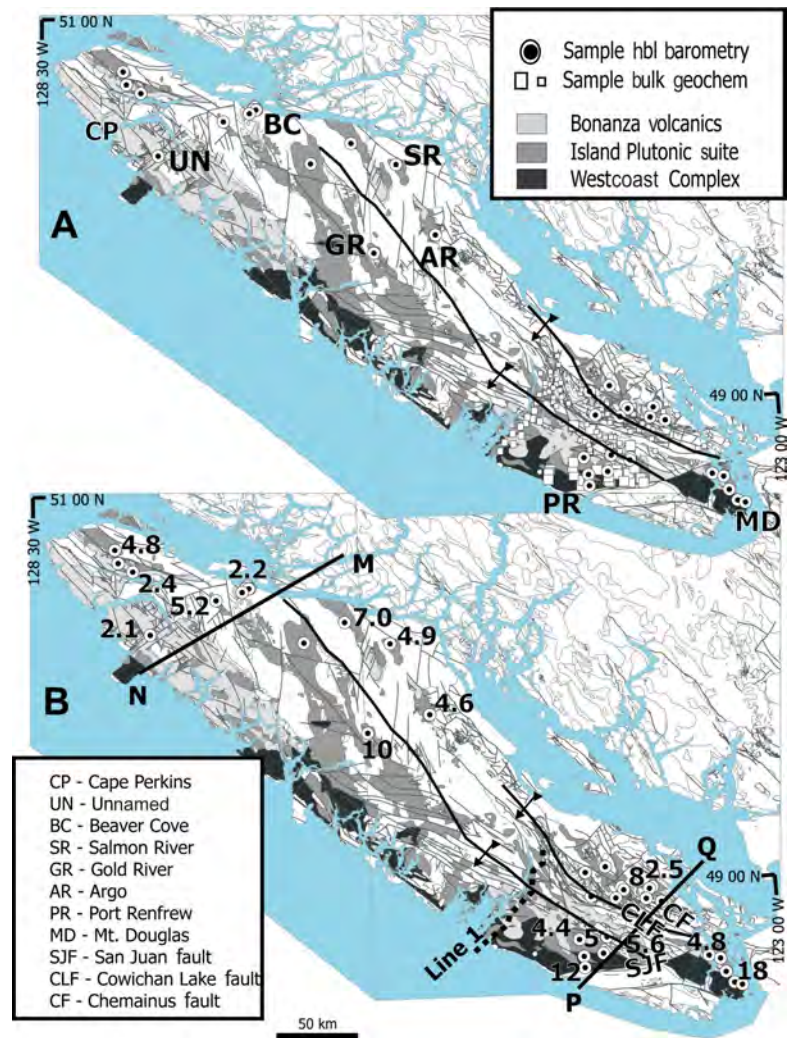 51 00 N
128 30 W
Sample hbl barometry
Sample bulk geochem
Bonanza volcanics
Island Plutonic suite
Westcoast Complex
CP
UN
BC
SR
A
GR
AR
49 00 N
123 00 W
PR
MD
51 00 N
128 30 W
4.8
2.4
2.2
5.2
2.1
M
N
7.0
4.9
B
4.6
10
CP - Cape Perkins
UN - Unnamed
BC - Beaver Cove
SR - Salmon River
GR - Gold River
AR - Argo
PR - Port Renfrew
MD - Mt. Douglas
SJF - San Juan fault
CLF - Cowichan Lake fault
CF - Chemainus fault
Q
8
2.5
49 00 N
123 00 W
CLF
CF
4.4
5
5.6
4.8
SJF
Line 1
12
18
P
50 km